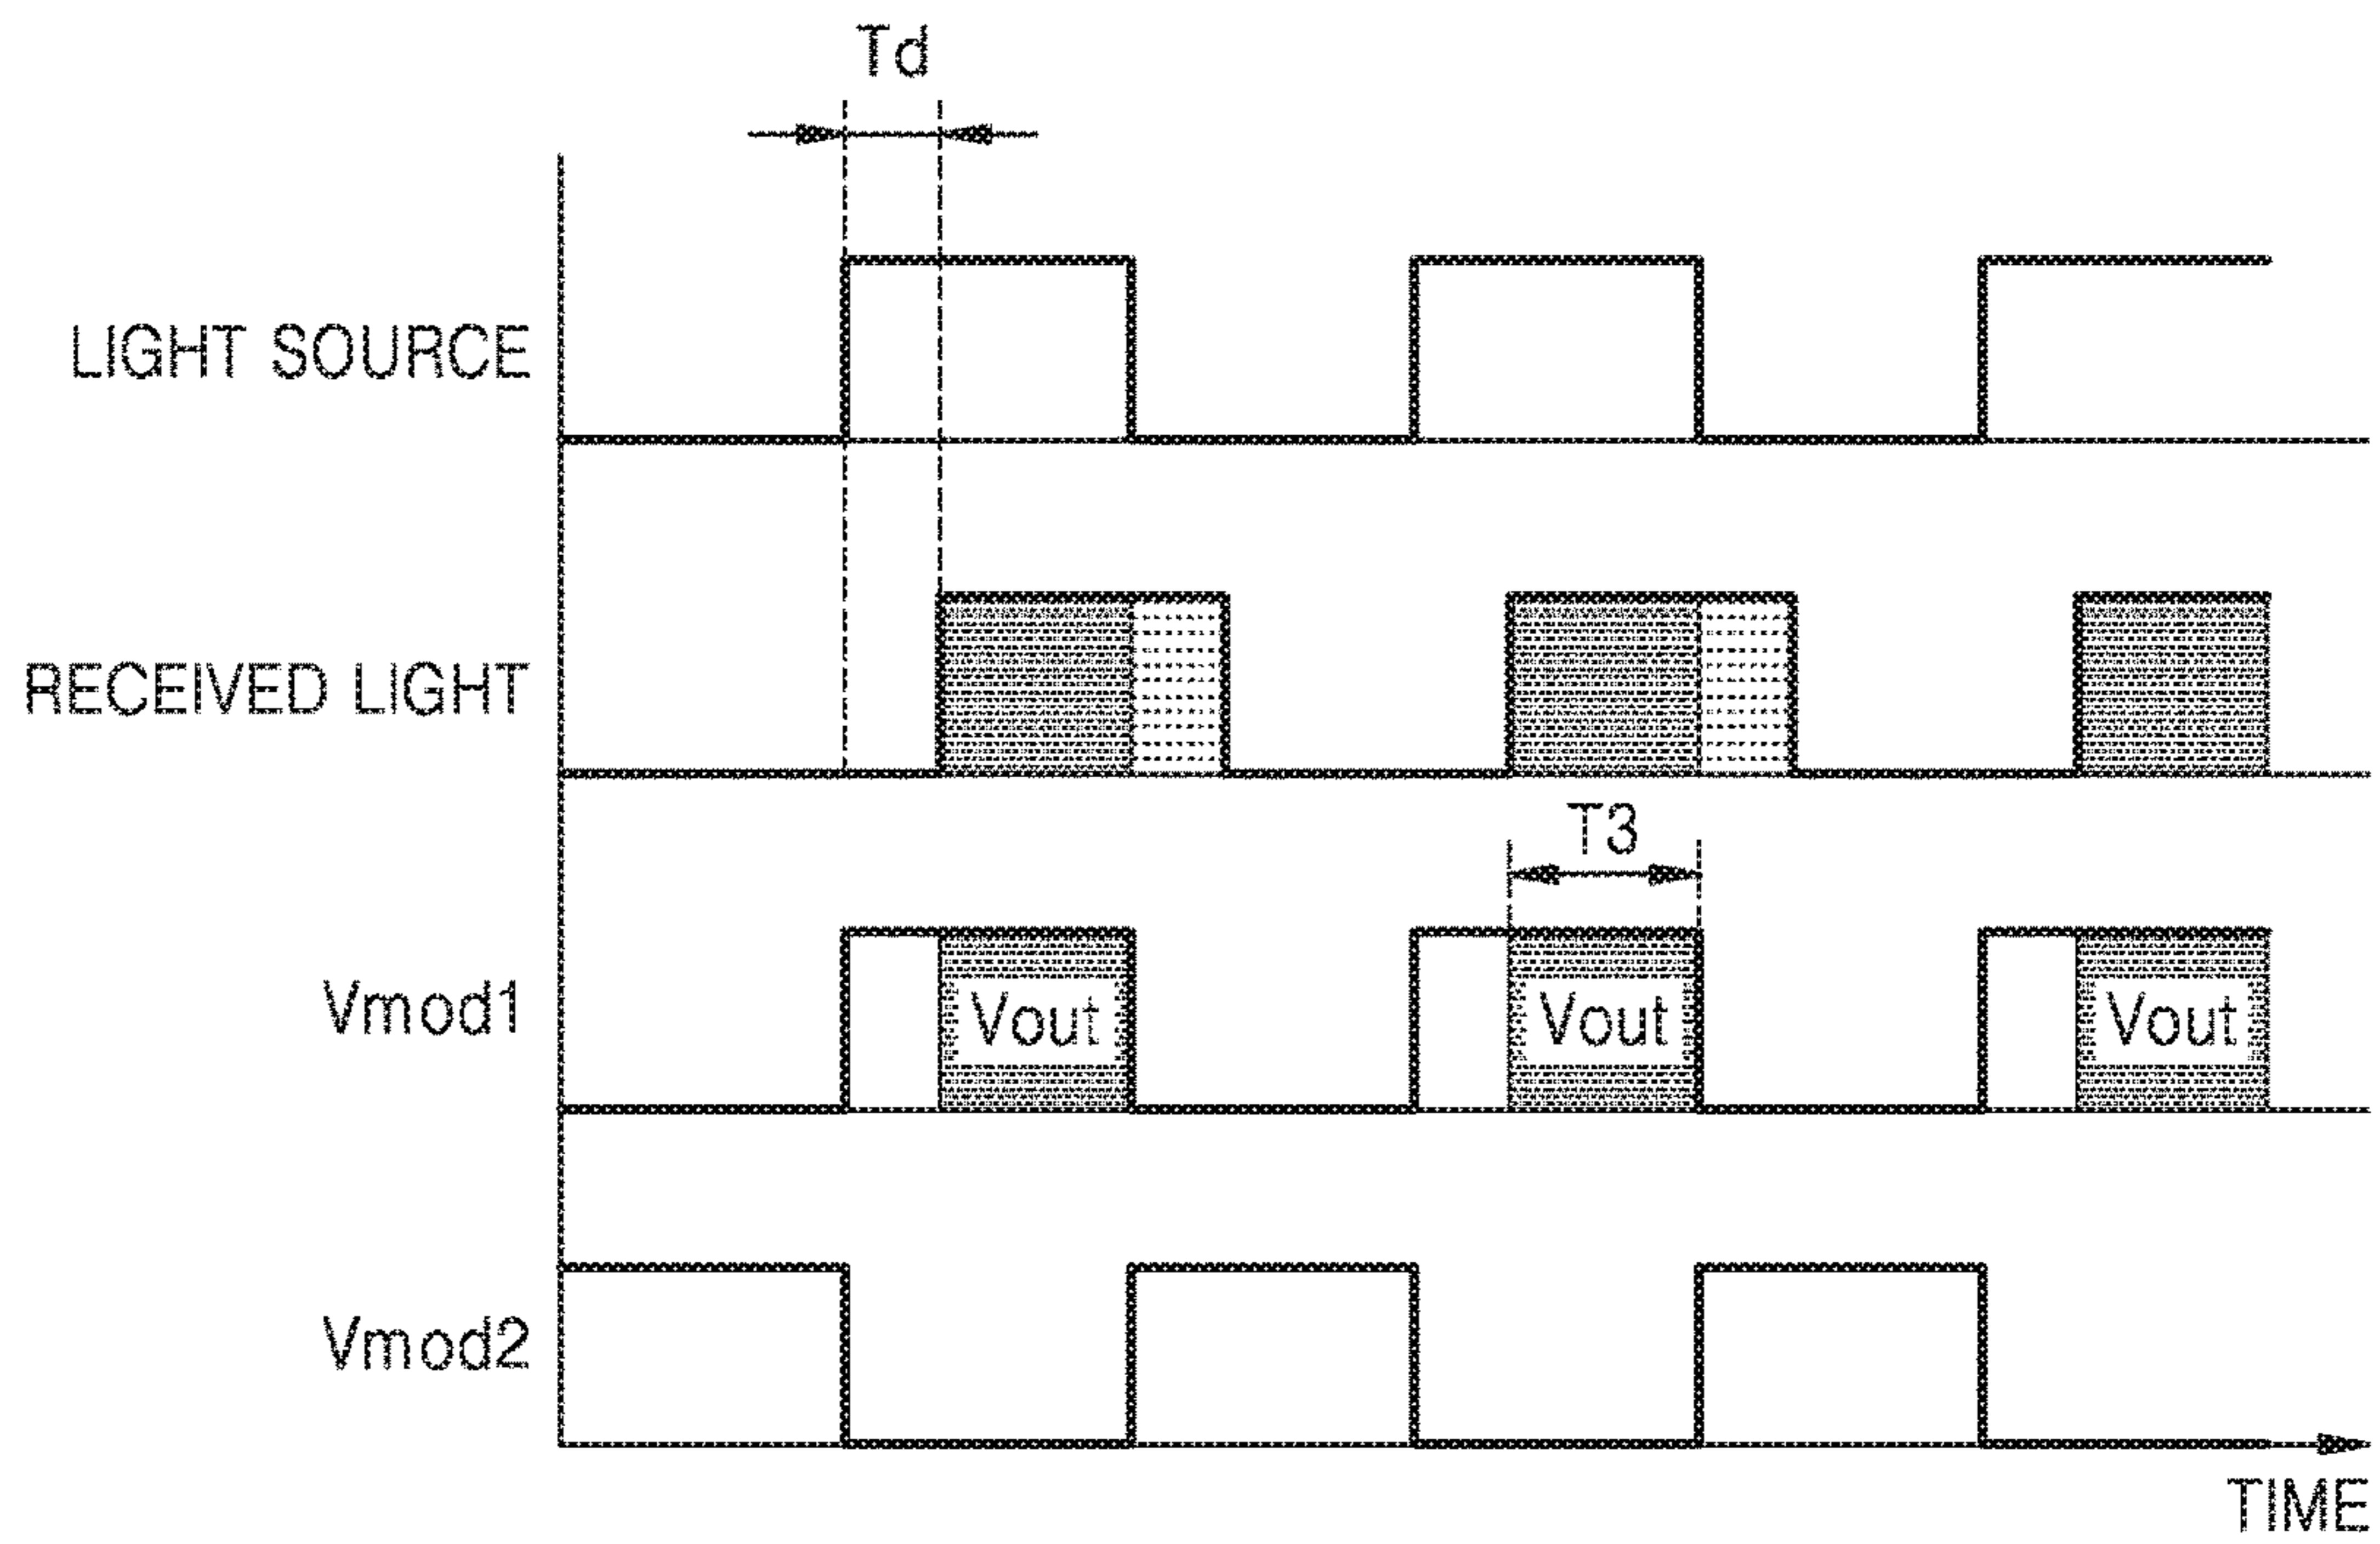 Td
LIGHT SOURCE
RECEIVED LIGHT
T3
Vmod1
Vout Vout Vout
Vmod2
TIME